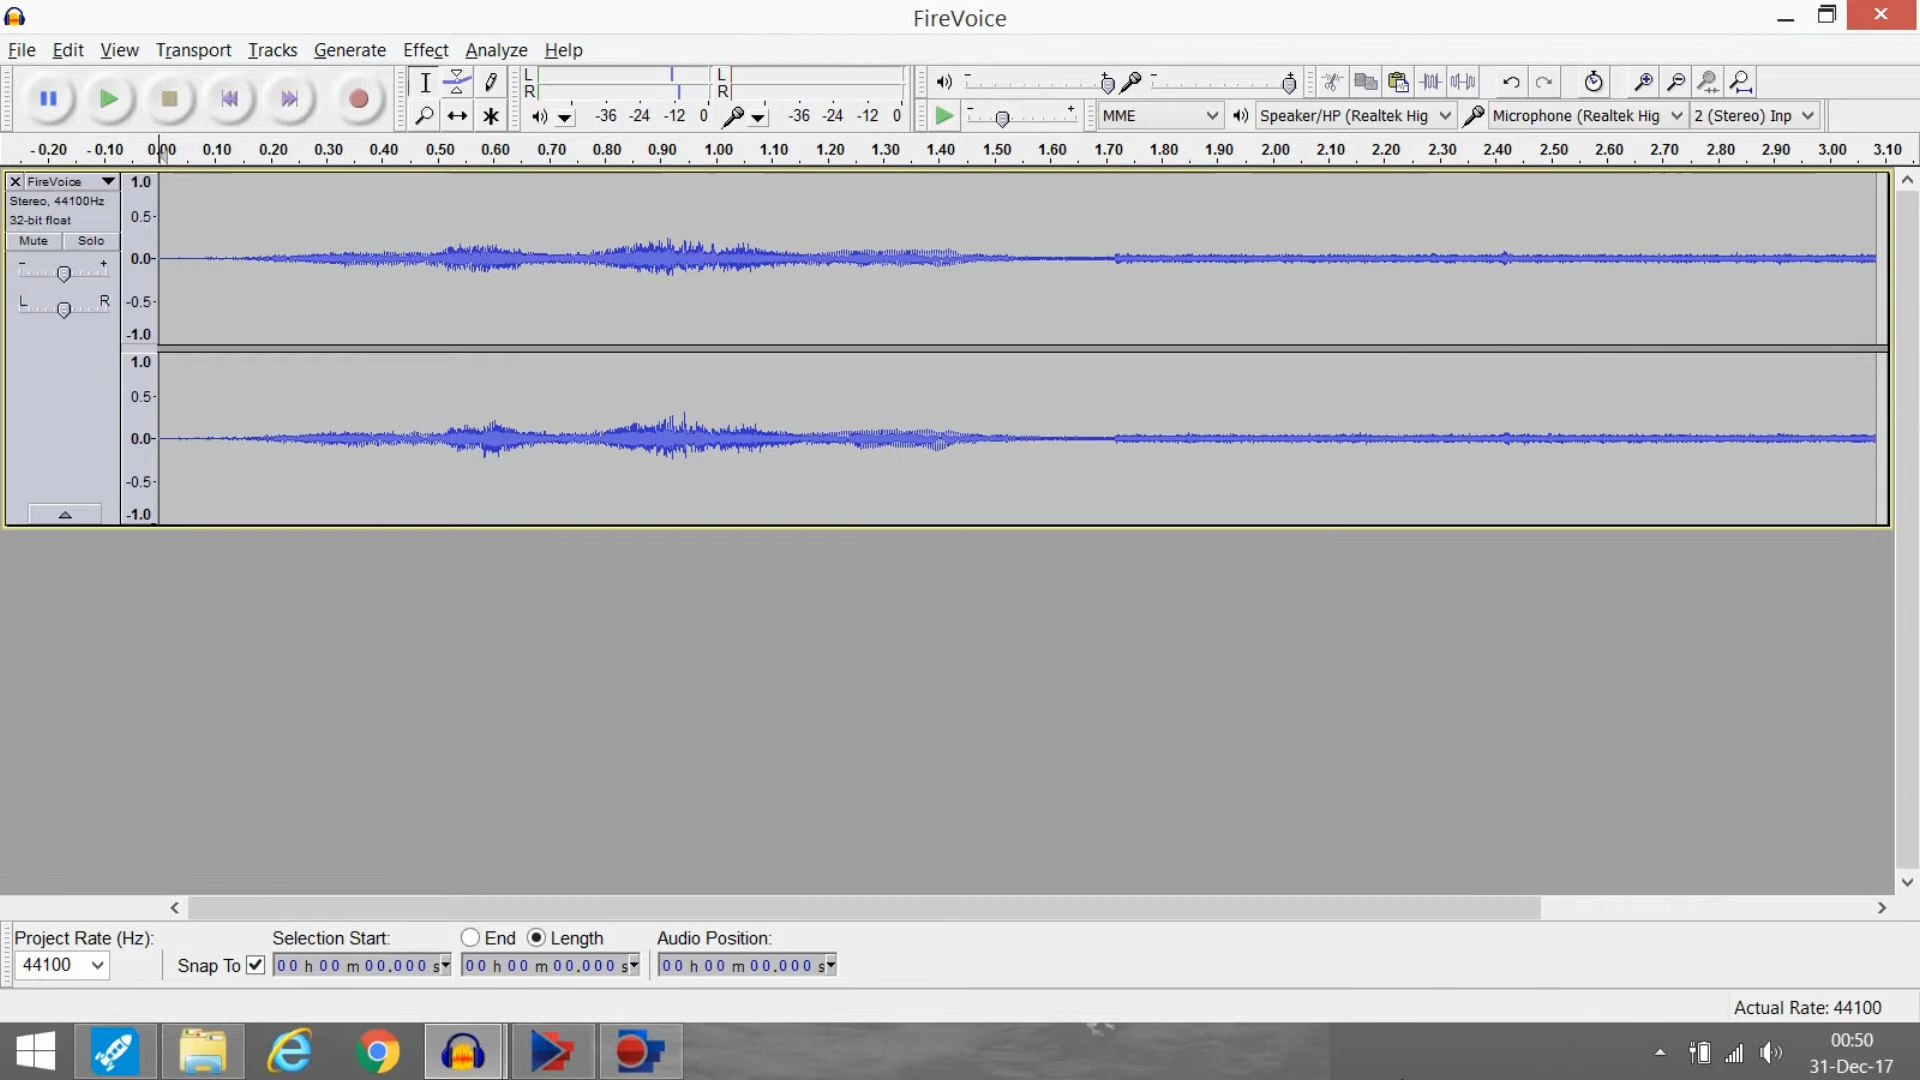 FireVoice
File Edit View Transport Tracks Generate Effect Analyze Help
L
R
L
R
-36 -24 -12 0
-36 -24 -12 0
MME
Speaker/HP (Realtek Hig
Microphone (Realtek Hig
2 (Stereo) Inp
- 0.20 - 0.10 0.00 0.10 0.20 0.30 0.40 0.50 0.60 0.70 0.80 0.90 1.00 1.10 1.20 1.30 1.40 1.50 1.60 1.70 1.80 1.90 2.00 2.10 2.20 2.30 2.40 2.50 2.60 2.70 2.80 2.90 3.00 3.10
FireVoice
Stereo, 44100Hz
32-bit float
Mute Solo
- +
L R
1.0
0.5-
0.0-
-0.5-
-1.0
1.0
0.5-
0.0-
-0.5-
-1.0
Project Rate (Hz):
44100
Snap To
Selection Start:
00 h 00 m 00.000 s
End Length
00 h 00 m 00.000 s
Audio Position:
00 h 00 m 00.000 s
Actual Rate: 44100
00:50
31-Dec-17